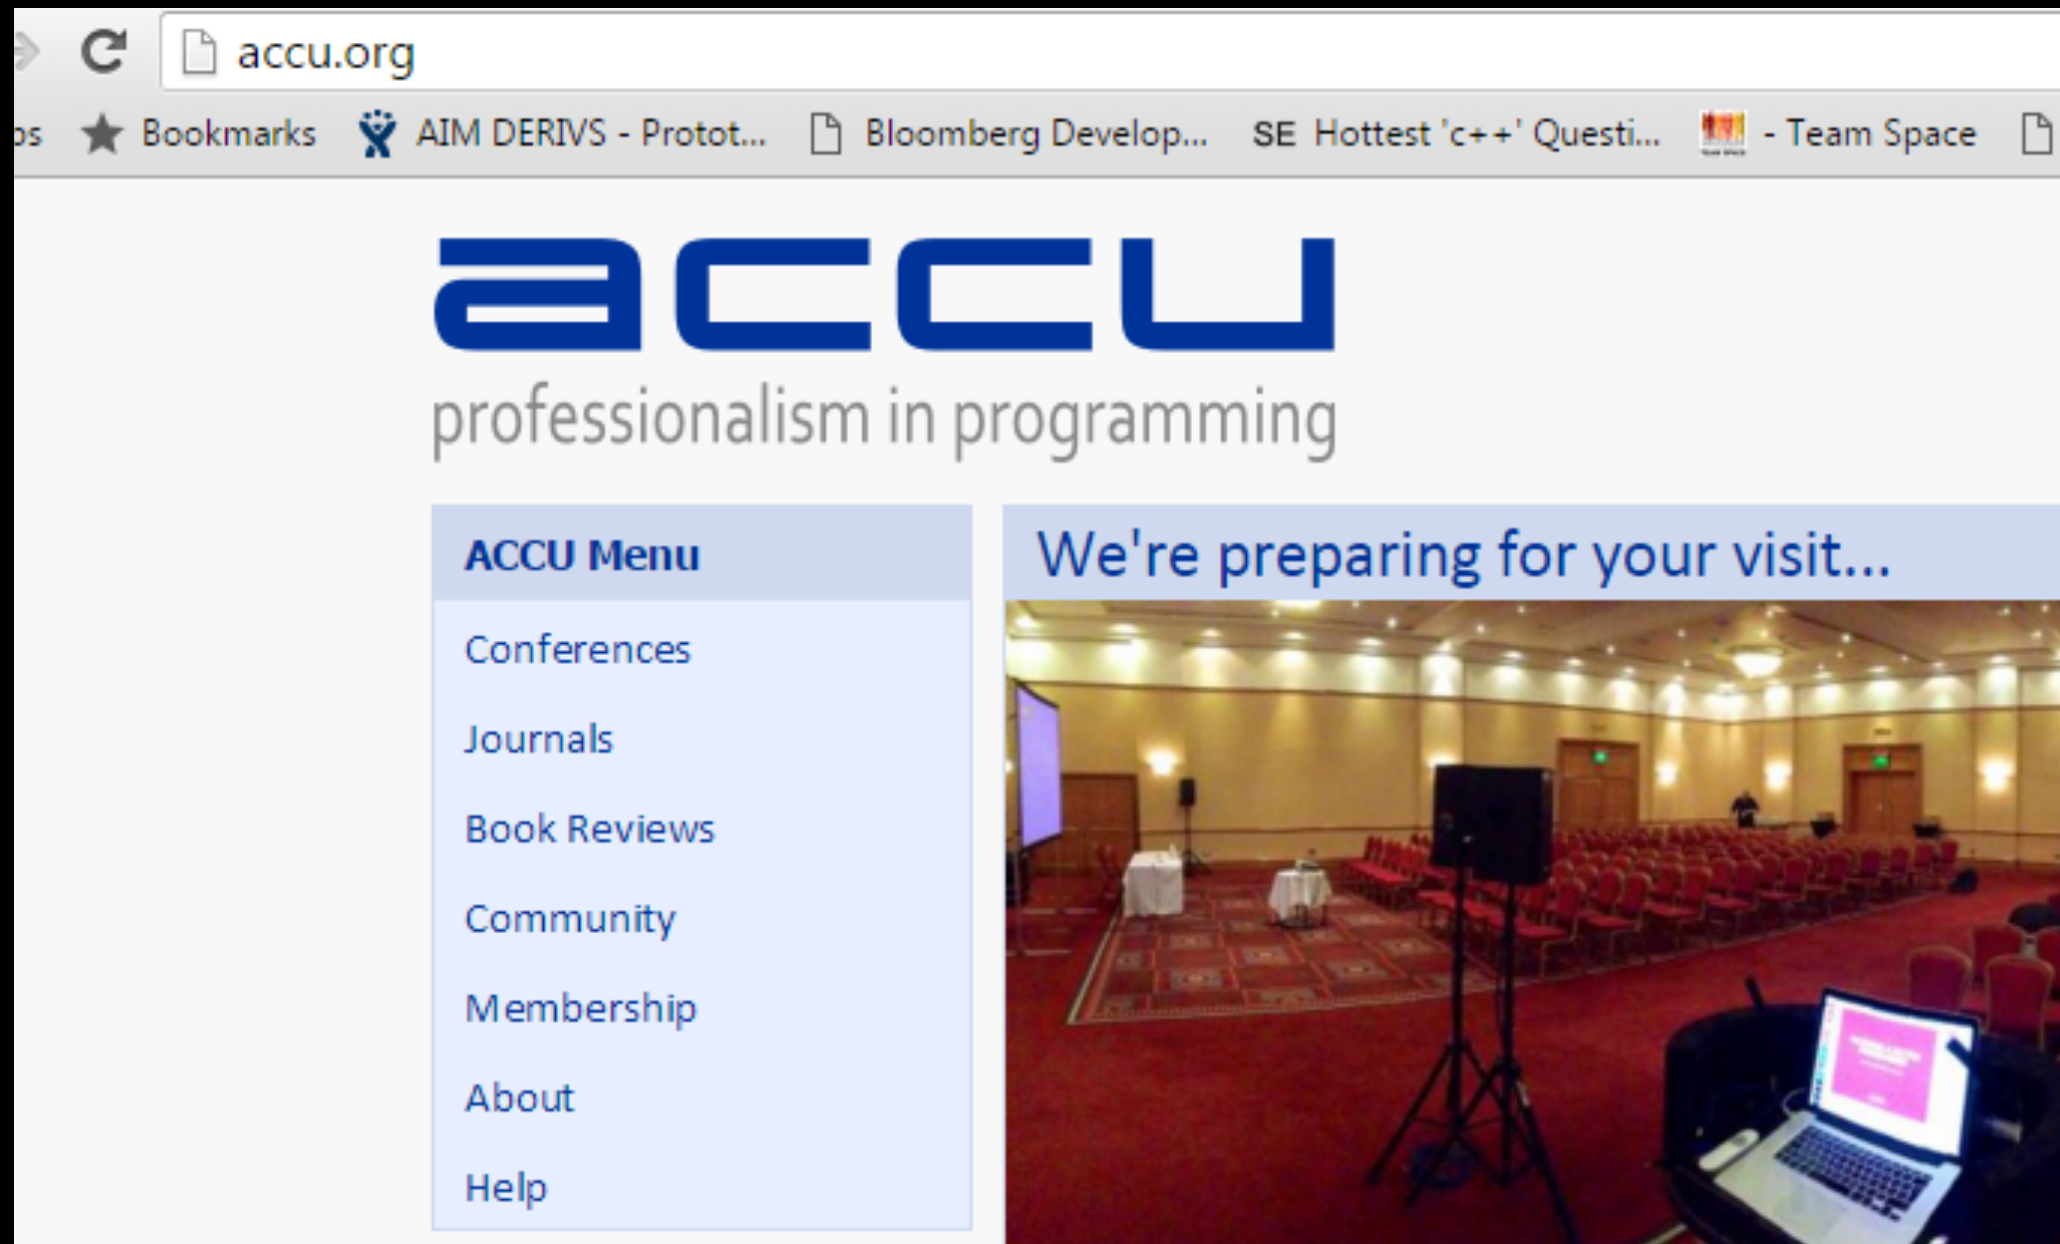 accu.org
Bookmarks AIM DERIVS - Protot... Bloomberg Develop... SE Hottest 'c++' Questi... - Team Space
accu
professionalism in programming
ACCU Menu
Conferences
Journals
Book Reviews
Community
Membership
About
Help
We're preparing for your visit...